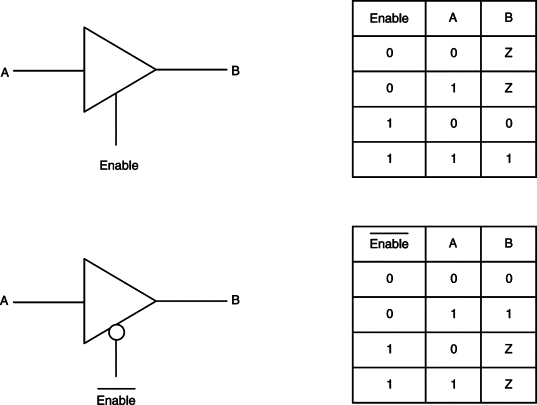 A
B
Enable
Enable A B
0 0 Z
0 1 Z
1 0 0
1 1 1
A
B
Enable
Enable A B
0 0 0
0 1 1
1 0 Z
1 1 Z